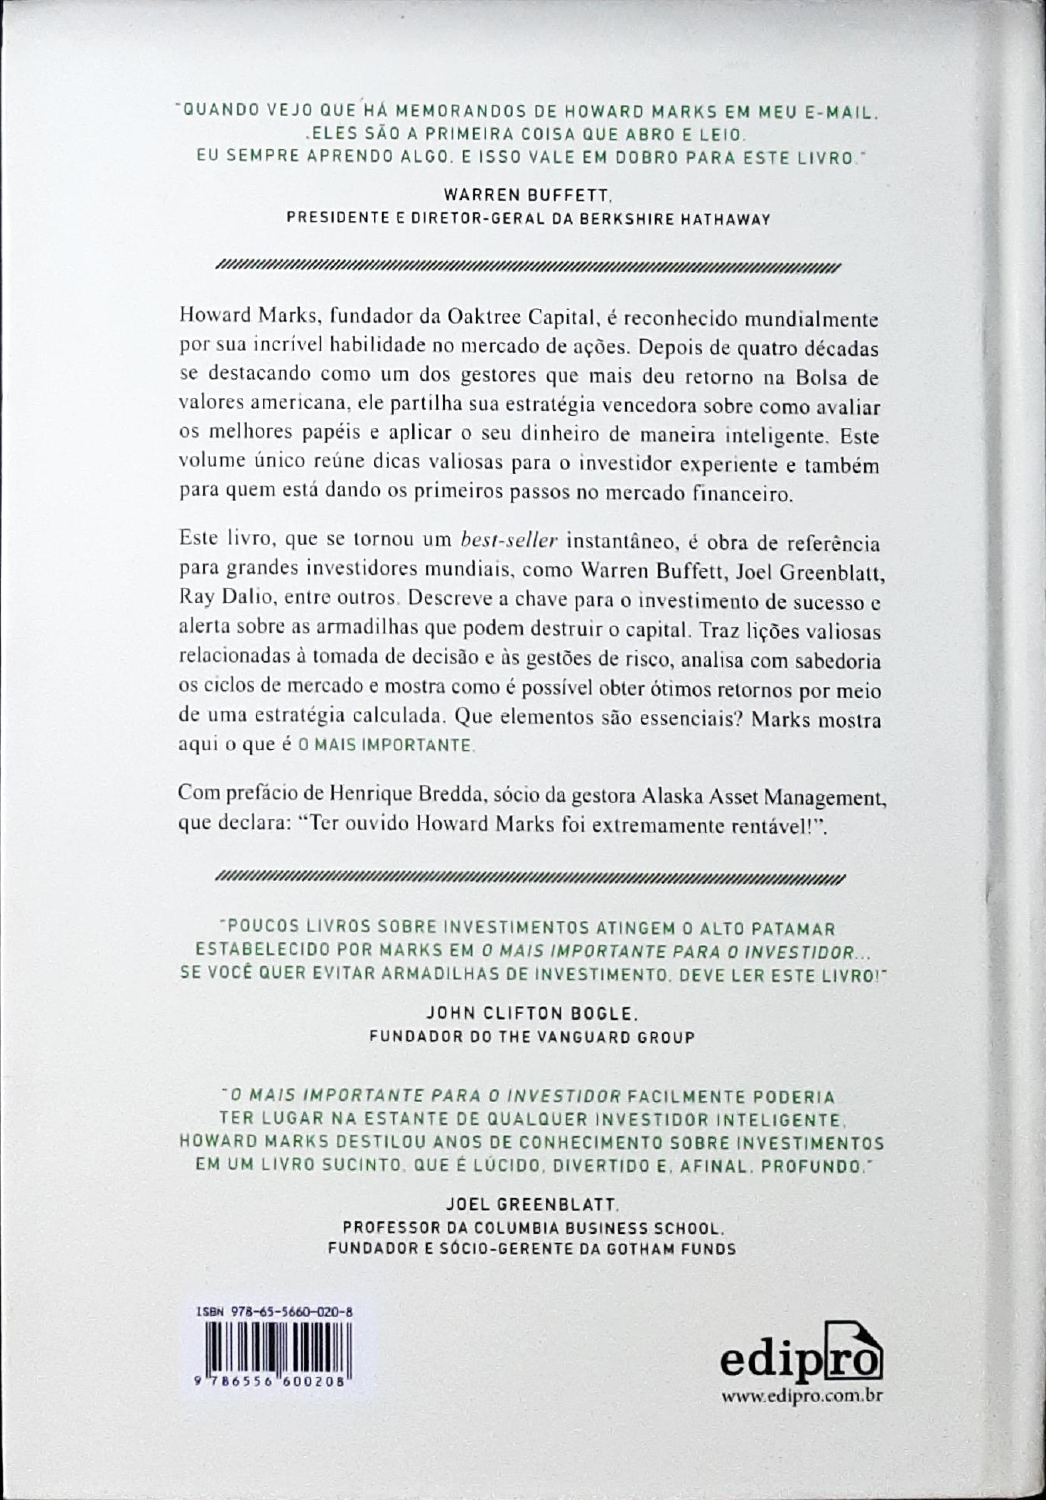 "QUANDO VEJO QUE HÁ MEMORANDOS DE HOWARD MARKS EM MEU E-MAIL,
ELES SÃO A PRIMEIRA COISA QUE ABRO E LEIO.
EU SEMPRE APRENDO ALGO, E ISSO VALE EM DOBRO PARA ESTE LIVRO."
WARREN BUFFETT,
PRESIDENTE E DIRETOR-GERAL DA BERKSHIRE HATHAWAY
Howard Marks, fundador da Oaktree Capital, é reconhecido mundialmente
por sua incrível habilidade no mercado de ações. Depois de quatro décadas
se destacando como um dos gestores que mais deu retorno na Bolsa de
valores americana, ele partilha sua estratégia vencedora sobre como avaliar
os melhores papéis e aplicar o seu dinheiro de maneira inteligente. Este
volume único reúne dicas valiosas para o investidor experiente e também
para quem está dando os primeiros passos no mercado financeiro.
Este livro, que se tornou um best-seller instantâneo, é obra de referência
para grandes investidores mundiais, como Warren Buffett, Joel Greenblatt,
Ray Dalio, entre outros. Descreve a chave para o investimento de sucesso e
alerta sobre as armadilhas que podem destruir o capital. Traz lições valiosas
relacionadas à tomada de decisão e às gestões de risco, analisa com sabedoria
os ciclos de mercado e mostra como é possível obter ótimos retornos por meio
de uma estratégia calculada. Que elementos são essenciais? Marks mostra
aqui o que é O MAIS IMPORTANTE.
Com prefácio de Henrique Bredda, sócio da gestora Alaska Asset Management,
que declara: “Ter ouvido Howard Marks foi extremamente rentável!”.
"POUCOS LIVROS SOBRE INVESTIMENTOS ATINGEM O ALTO PATAMAR
ESTABELECIDO POR MARKS EM O MAIS IMPORTANTE PARA O INVESTIDOR...
SE VOCÊ QUER EVITAR ARMADILHAS DE INVESTIMENTO, DEVE LER ESTE LIVRO!"
JOHN CLIFTON BOGLE,
FUNDADOR DO THE VANGUARD GROUP
"O MAIS IMPORTANTE PARA O INVESTIDOR FACILMENTE PODERIA
TER LUGAR NA ESTANTE DE QUALQUER INVESTIDOR INTELIGENTE.
HOWARD MARKS DESTILOU ANOS DE CONHECIMENTO SOBRE INVESTIMENTOS
EM UM LIVRO SUCINTO, QUE É LÚCIDO, DIVERTIDO E, AFINAL, PROFUNDO."
JOEL GREENBLATT,
PROFESSOR DA COLUMBIA BUSINESS SCHOOL,
FUNDADOR E SÓCIO-GERENTE DA GOTHAM FUNDS
ISBN 978-65-5660-020-8
9 786556 600208
edipro
www.edipro.com.br